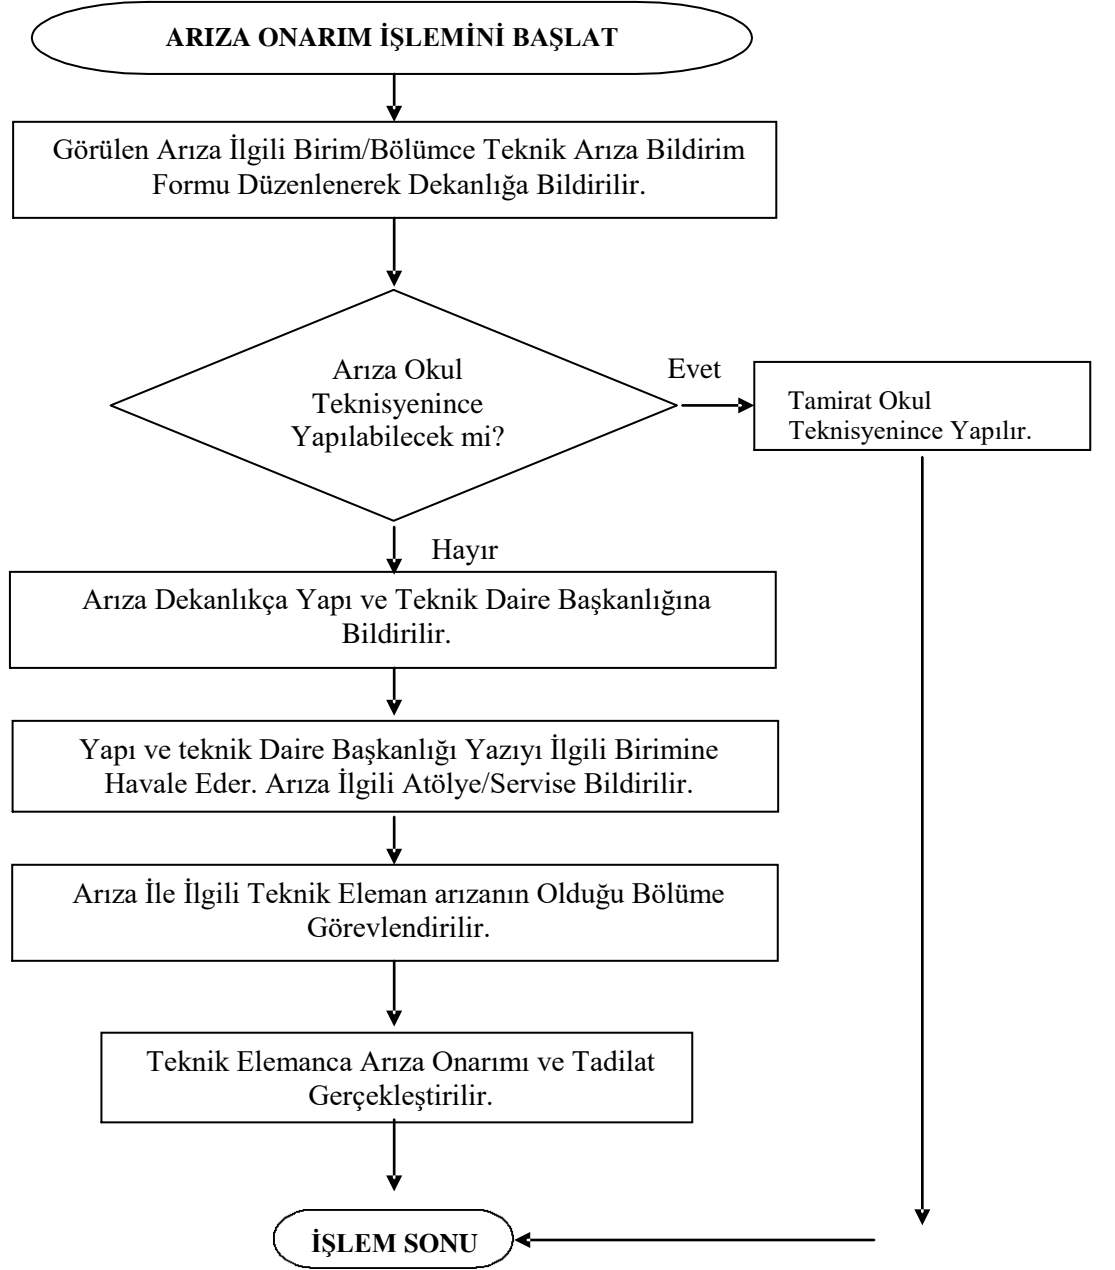 ARIZA ONARIM İŞLEMİNİ BAŞLAT
Görülen Arıza İlgili Birim/Bölümce Teknik Arıza Bildirim
Formu Düzenlenerek Dekanlığa Bildirilir.
Arıza Okul
Teknisyenince
Yapılabilecek mi?
Evet
Tamirat Okul
Teknisyenince Yapılır.
Hayır
Arıza Dekanlıkça Yapı ve Teknik Daire Başkanlığına
Bildirilir.
Yapı ve teknik Daire Başkanlığı Yazıyı İlgili Birimine
Havale Eder. Arıza İlgili Atölye/Servise Bildirilir.
Arıza İle İlgili Teknik Eleman arızanın Olduğu Bölüme
Görevlendirilir.
Teknik Elemanca Arıza Onarımı ve Tadilat
Gerçekleştirilir.
İŞLEM SONU